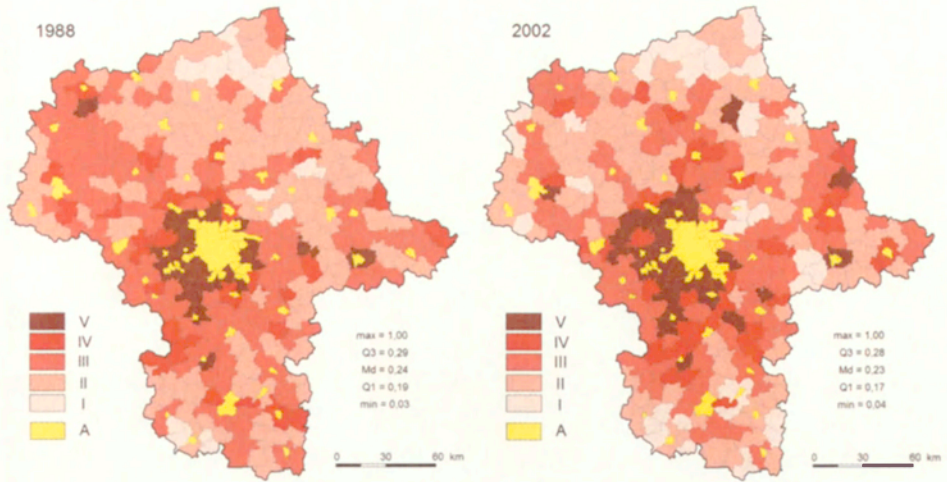 1988
V
IV
III
II
I
A
max = 1,00
Q3 = 0,29
Md = 0,24
Q1 = 0,19
min = 0,03
0 30 60 km
2002
V
IV
III
II
I
A
max = 1,00
Q3 = 0,28
Md = 0,23
Q1 = 0,17
min = 0,04
0 30 60 km